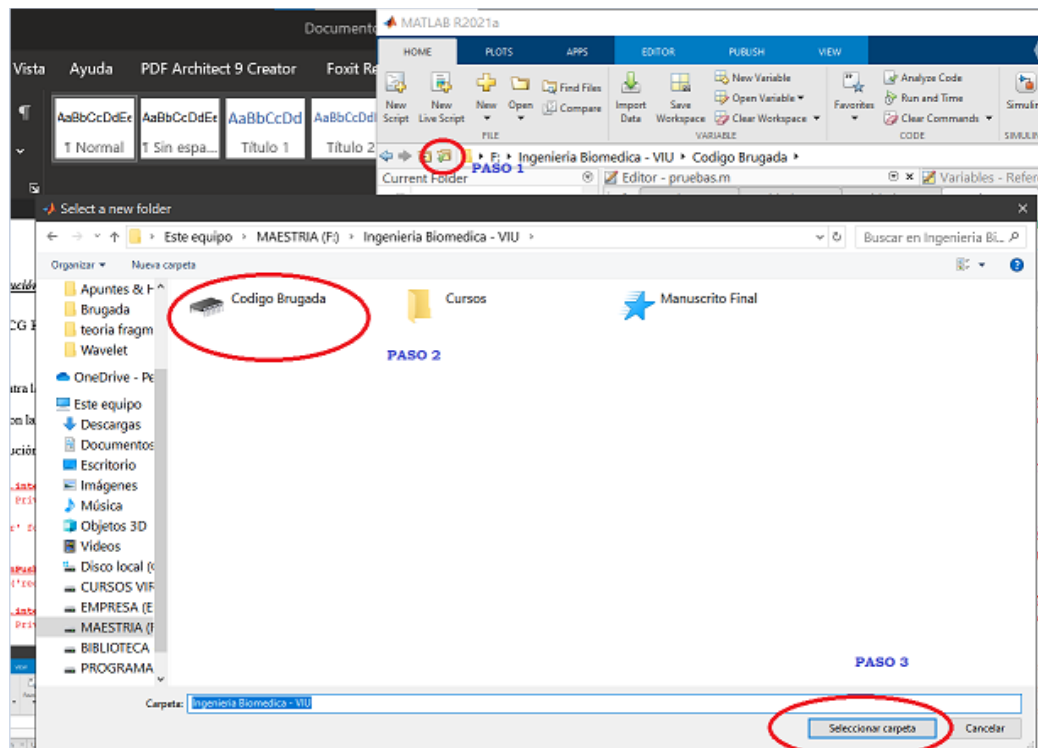 Documento
MATLAB R2021a
Vista Ayuda PDF Architect 9 Creator Foxit Re
HOME PLOTS APPS EDITOR PUBLISH VIEW
AaBbCcDdEe AaBbCcDdEe AaBbCcDd AaBbCcDdE
1 Normal 1 Sin espa... Título 1 Título 2
New Script
New Live Script
New
Open
Find Files
Compare
Import Data
Save Workspace
New Variable
Open Variable
Clear Workspace
Favorites
Analyze Code
Run and Time
Clear Commands
Simulin
FILE VARIABLE CODE SIMULIN
F: Ingenieria Biomedica - VIU Codigo Brugada
PASO 1
Current Folder
Editor - pruebas.m
Variables - Refer
Select a new folder
Este equipo MAESTRIA (F:) Ingenieria Biomedica - VIU
Buscar en Ingenieria Bi...
Organizar Nueva carpeta
Apuntes & F
Brugada
teoria fragm
Wavelet
OneDrive - Pe
Este equipo
Descargas
Documentos
Escritorio
Imágenes
Música
Objetos 3D
Videos
Disco local (
CURSOS VIR
EMPRESA (E
MAESTRIA (F
BIBLIOTECA
PROGRAMA
Codigo Brugada
Cursos
Manuscrito Final
PASO 2
PASO 3
Carpeta: Ingenieria Biomedica - VIU
Seleccionar carpeta Cancelar